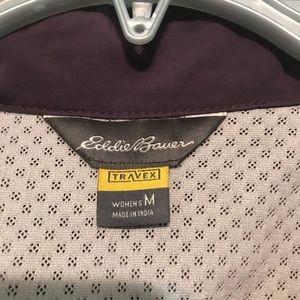 Eddie Bauer
TRAVEX
WOMEN'S M
MADE IN INDIA